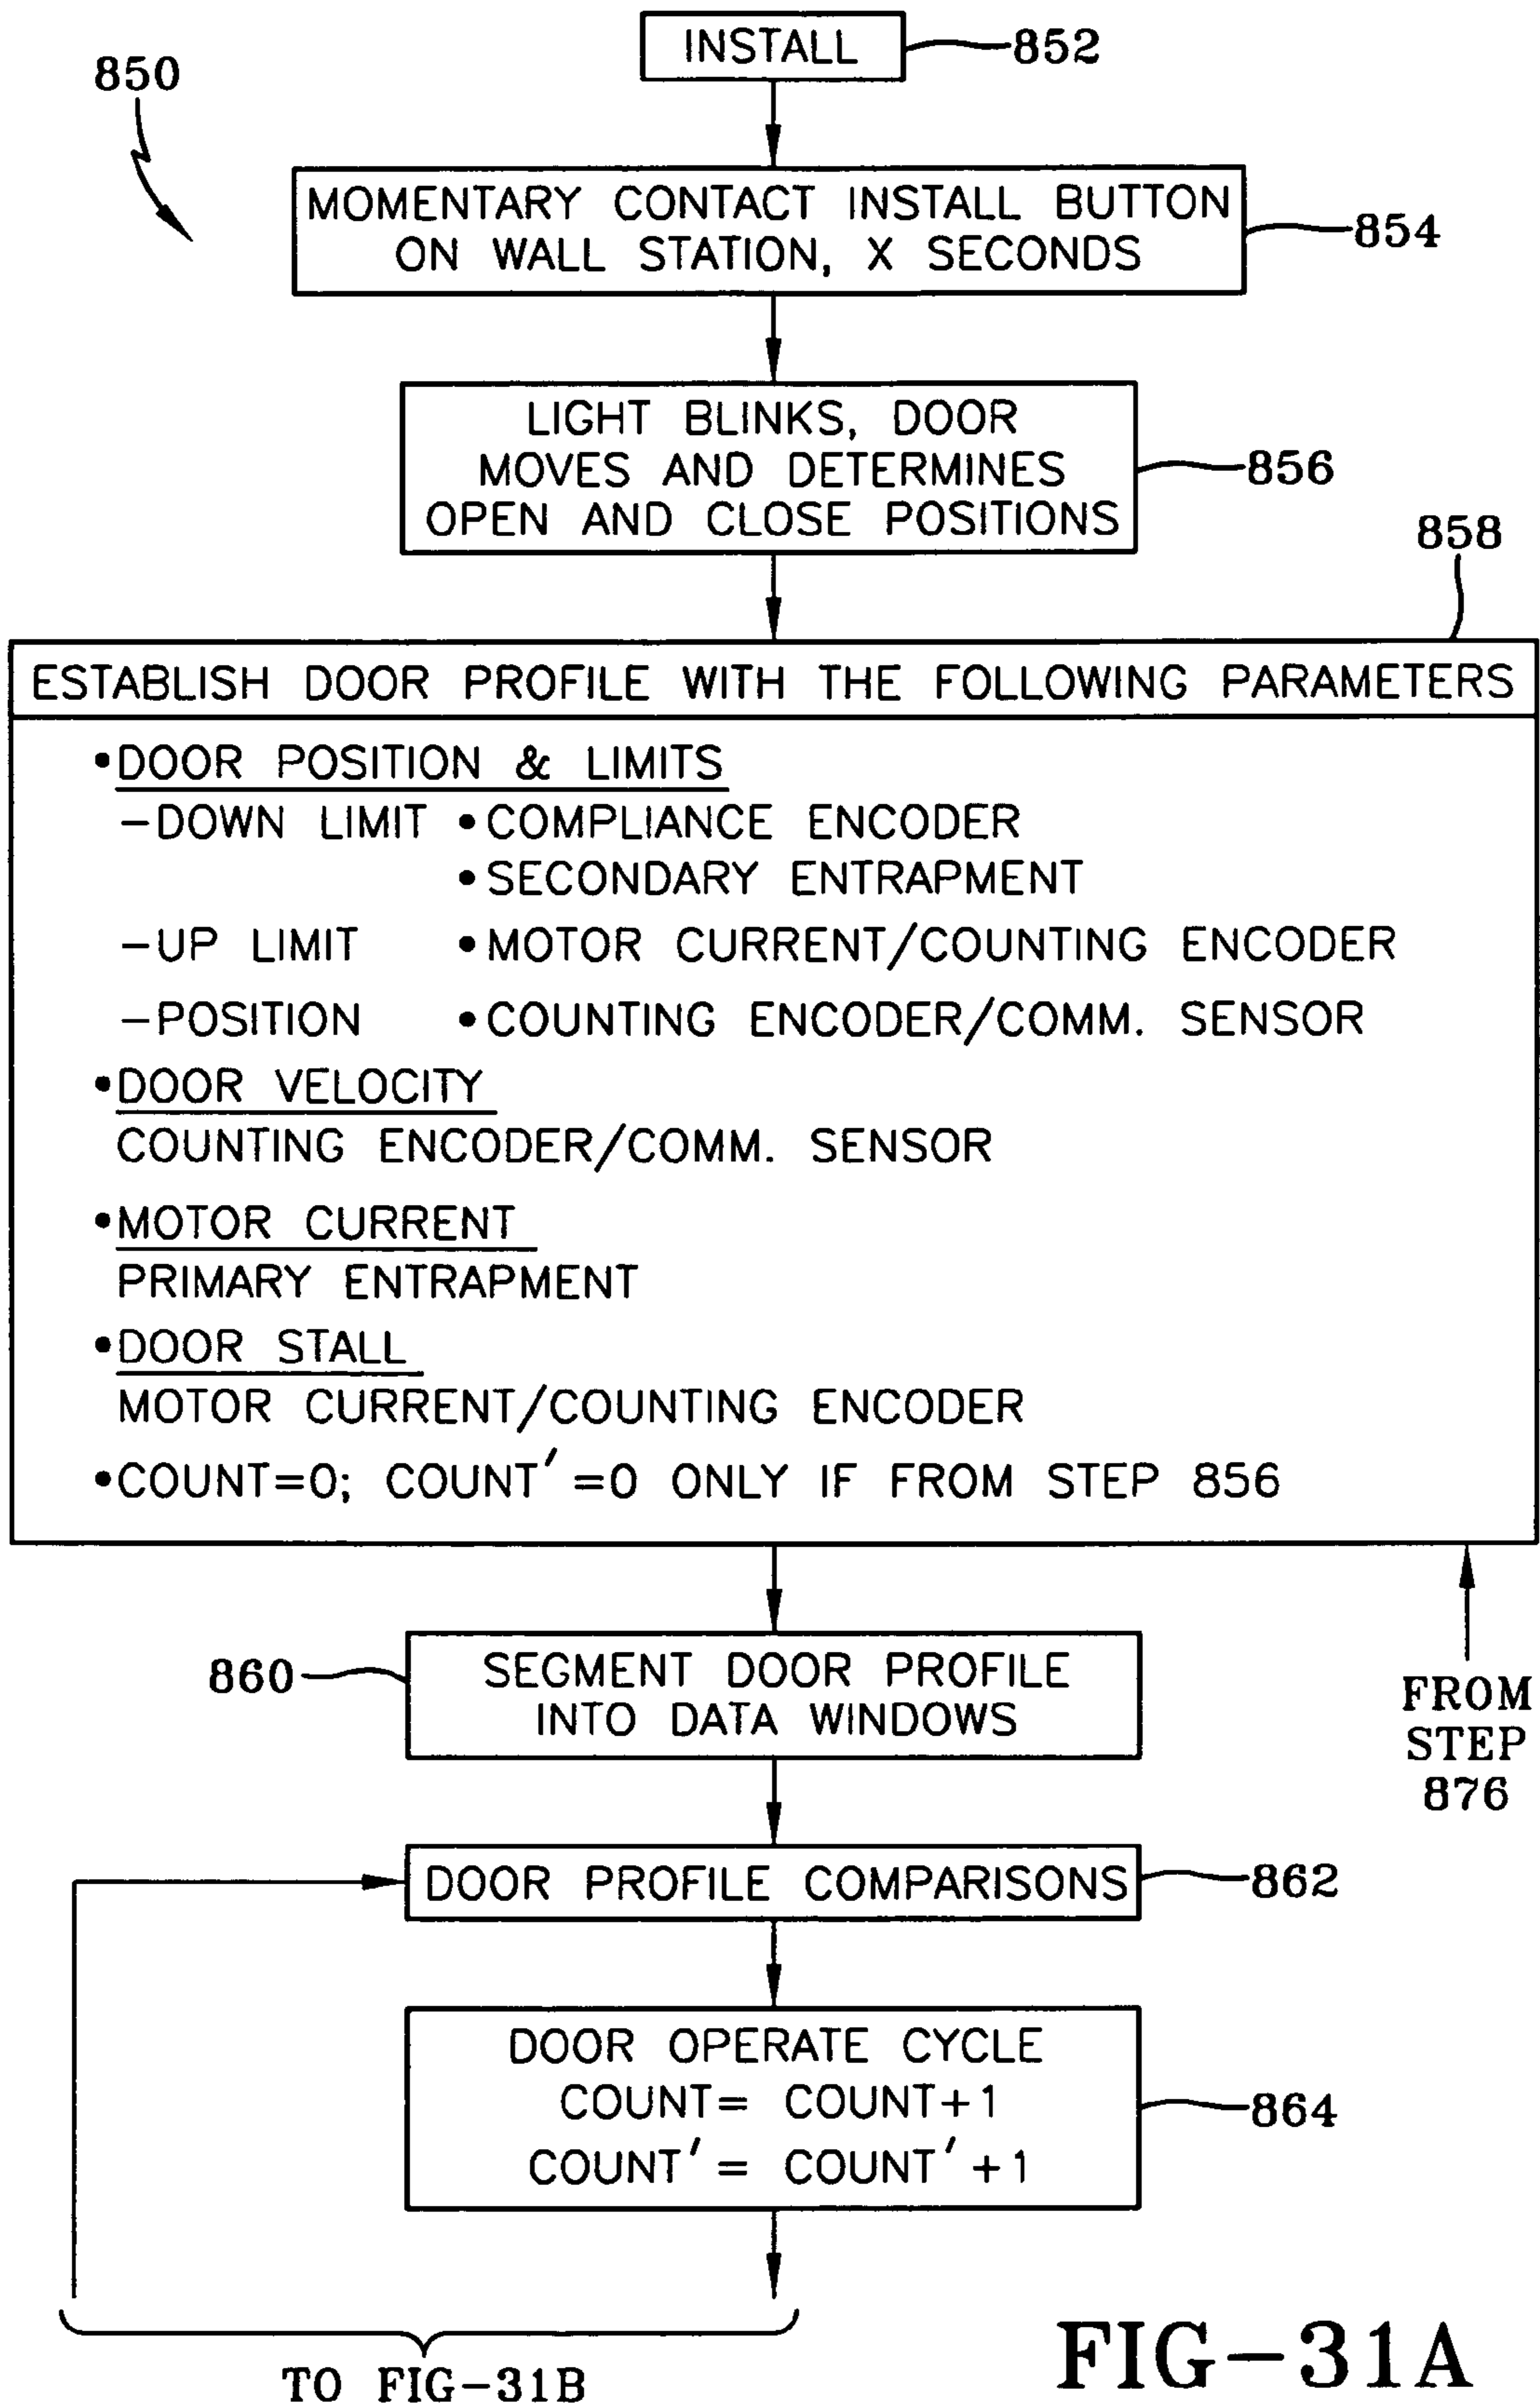 850
INSTALL
852
MOMENTARY CONTACT INSTALL BUTTON
ON WALL STATION, X SECONDS
854
LIGHT BLINKS, DOOR
MOVES AND DETERMINES
OPEN AND CLOSE POSITIONS
856
858
ESTABLISH DOOR PROFILE WITH THE FOLLOWING PARAMETERS
•DOOR POSITION & LIMITS
-DOWN LIMIT •COMPLIANCE ENCODER
•SECONDARY ENTRAPMENT
-UP LIMIT •MOTOR CURRENT/COUNTING ENCODER
-POSITION •COUNTING ENCODER/COMM. SENSOR
•DOOR VELOCITY
COUNTING ENCODER/COMM. SENSOR
•MOTOR CURRENT
PRIMARY ENTRAPMENT
•DOOR STALL
MOTOR CURRENT/COUNTING ENCODER
•COUNT=0; COUNT'=0 ONLY IF FROM STEP 856
860
SEGMENT DOOR PROFILE
INTO DATA WINDOWS
FROM
STEP
876
DOOR PROFILE COMPARISONS
862
DOOR OPERATE CYCLE
COUNT= COUNT+1
COUNT'= COUNT'+1
864
TO FIG-31B
FIG-31A